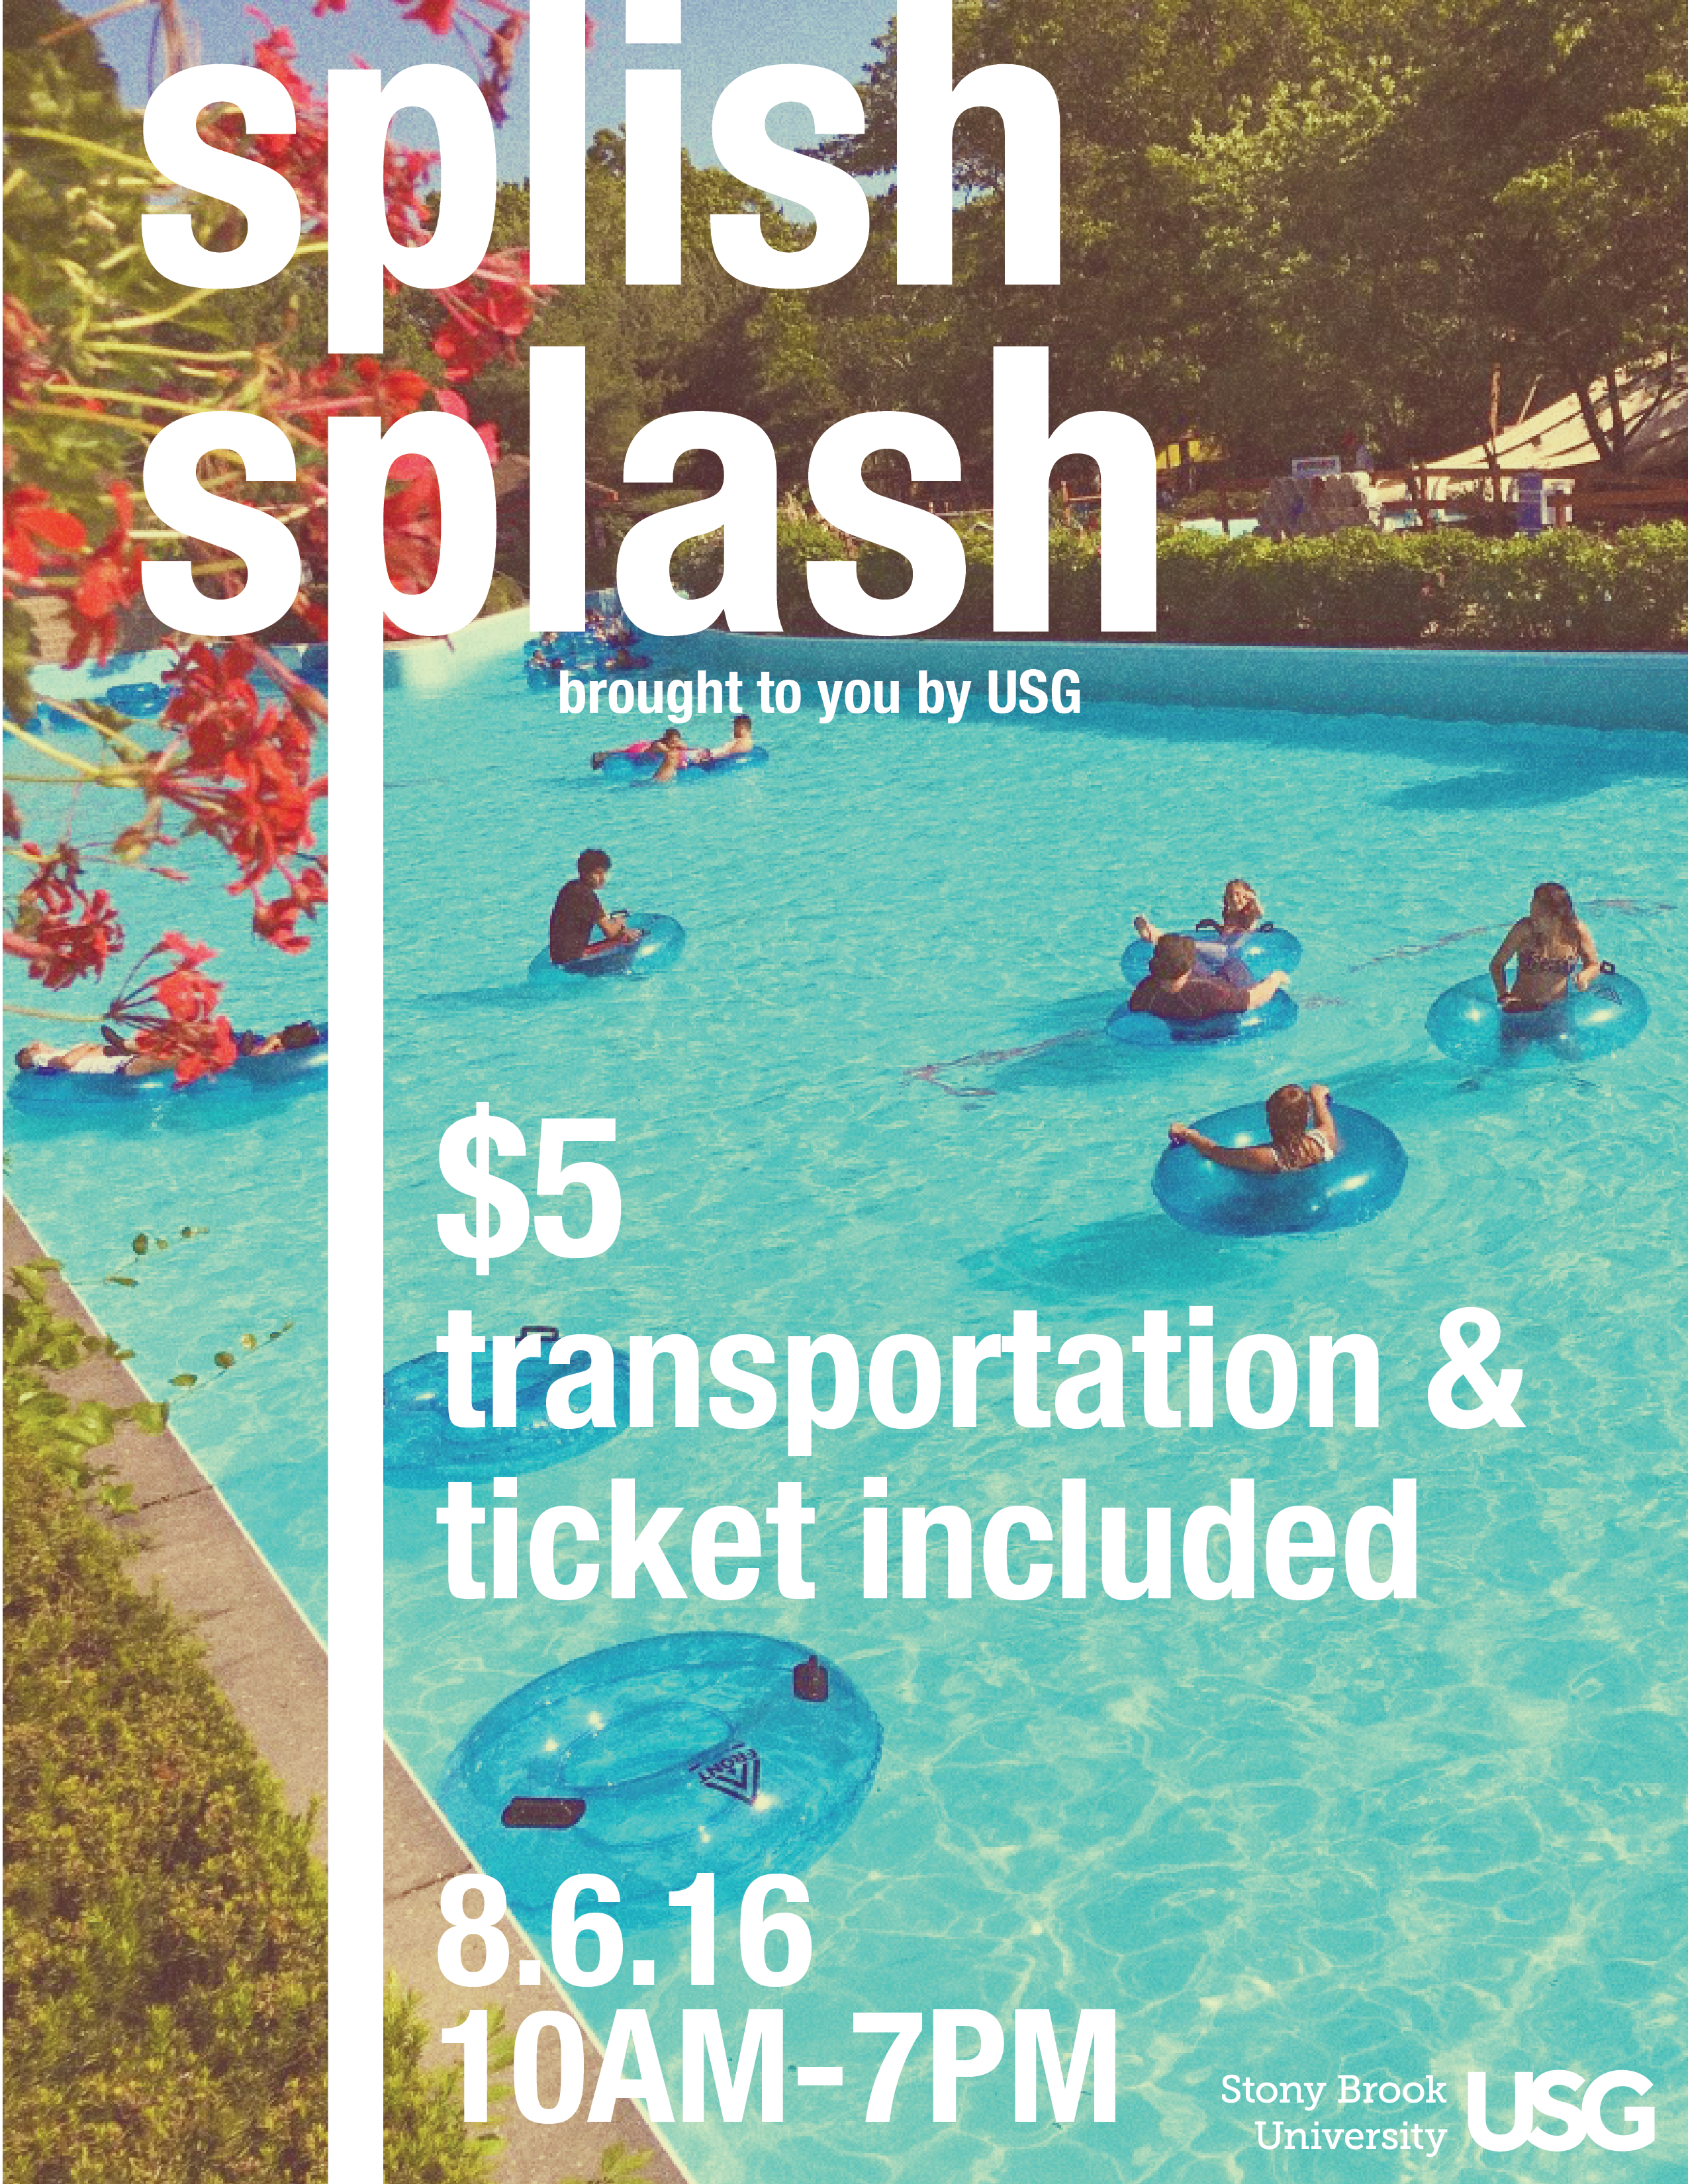 splish
splash
brought to you by USG
$5
transportation &
ticket included
FRONT
8.6.16
10AM-7PM
Stony Brook
University
USG